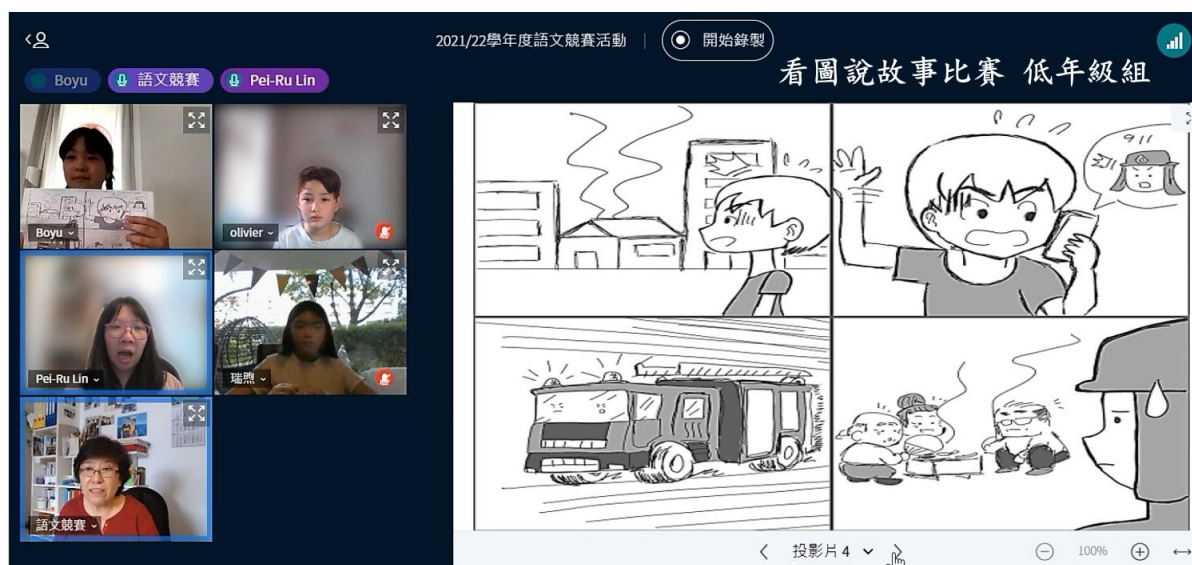 2021/22學年度語文競賽活動
開始錄製
看圖說故事比賽 低年級組
Boyu
語文競賽
Pei-Ru Lin
Boyu
olivier
Pei-Ru Lin
瑞煦
語文競賽
911
投影片 4
100%